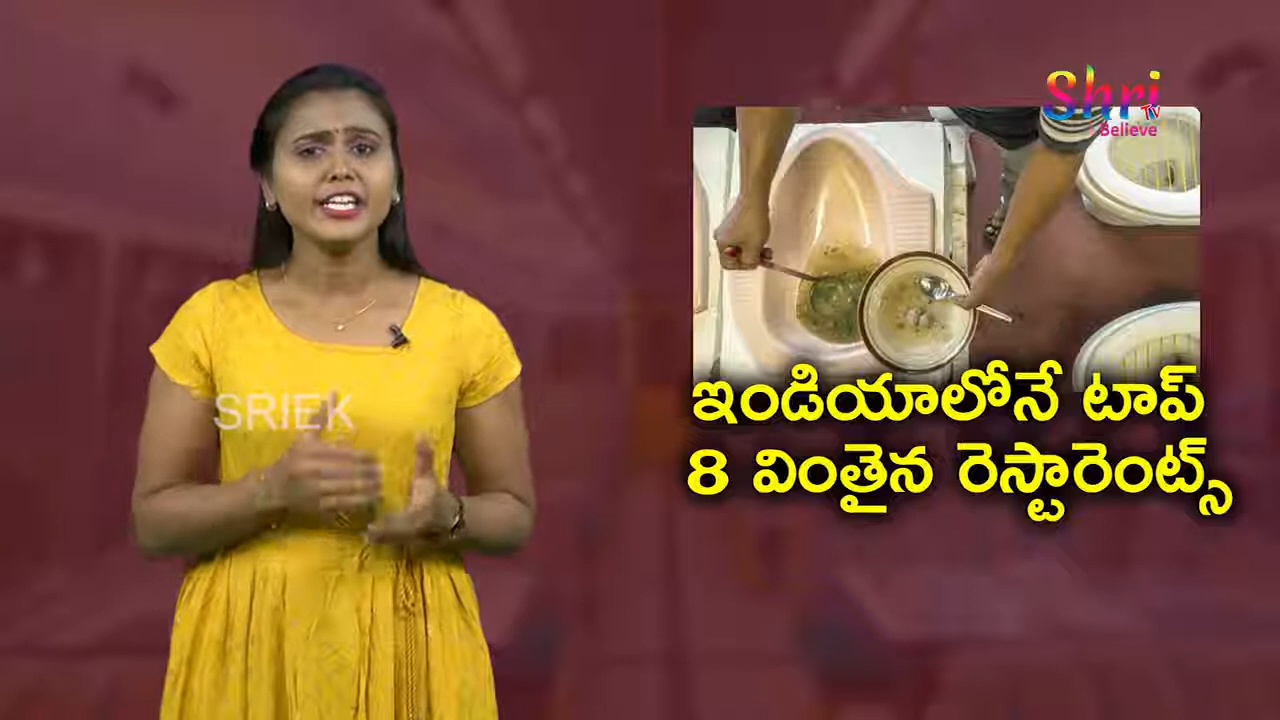 Shri
TV
i Believe
SRIEK
ఇండియాలోనే టాప్
8 వింతైన రెస్టారెంట్స్